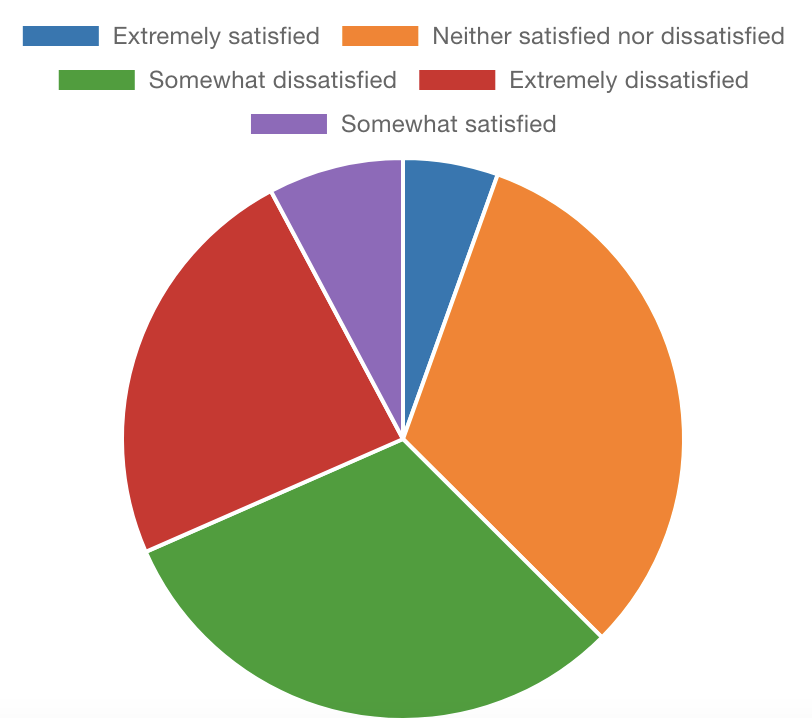 Extremely satisfied Neither satisfied nor dissatisfied
Somewhat dissatisfied Extremely dissatisfied
Somewhat satisfied